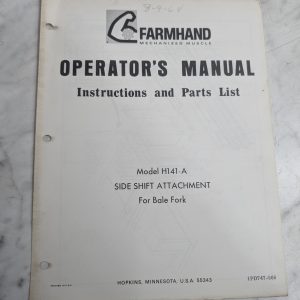 FARMHAND
MECHANIZED MUSCLE
OPERATOR'S MANUAL
Instructions and Parts List
Model H141-A
SIDE SHIFT ATTACHMENT
For Bale Fork
HOPKINS, MINNESOTA, U.S.A. 55343